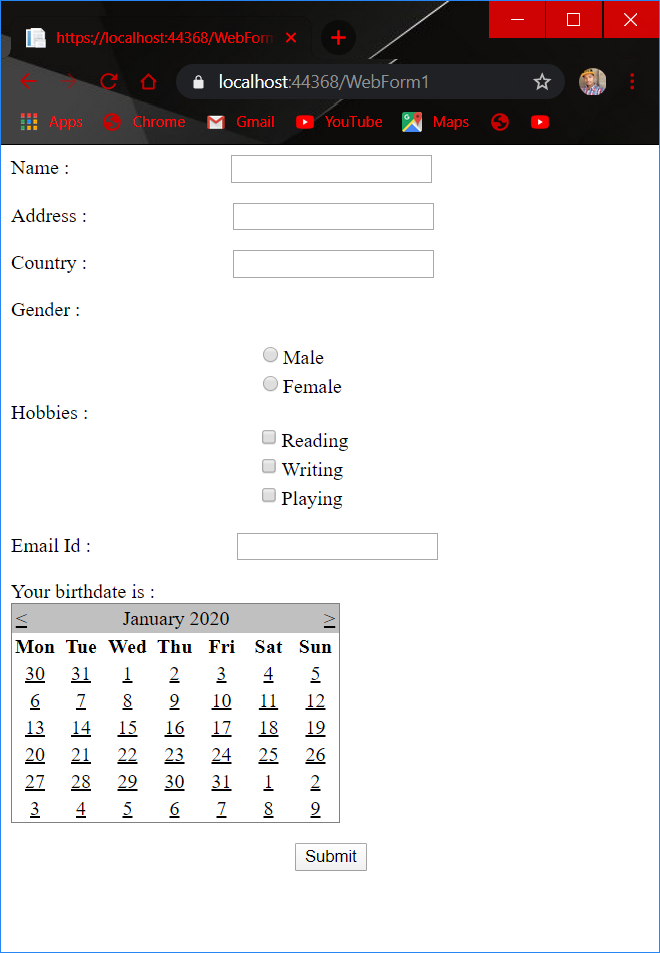 https://localhost:44368/WebForm
localhost:44368/WebForm1
Apps Chrome Gmail YouTube Maps
Name :
Address :
Country :
Gender :
Male
Female
Hobbies :
Reading
Writing
Playing
Email Id :
Your birthdate is :
< January 2020 >
Mon Tue Wed Thu Fri Sat Sun
30 31 1 2 3 4 5
6 7 8 9 10 11 12
13 14 15 16 17 18 19
20 21 22 23 24 25 26
27 28 29 30 31 1 2
3 4 5 6 7 8 9
Submit